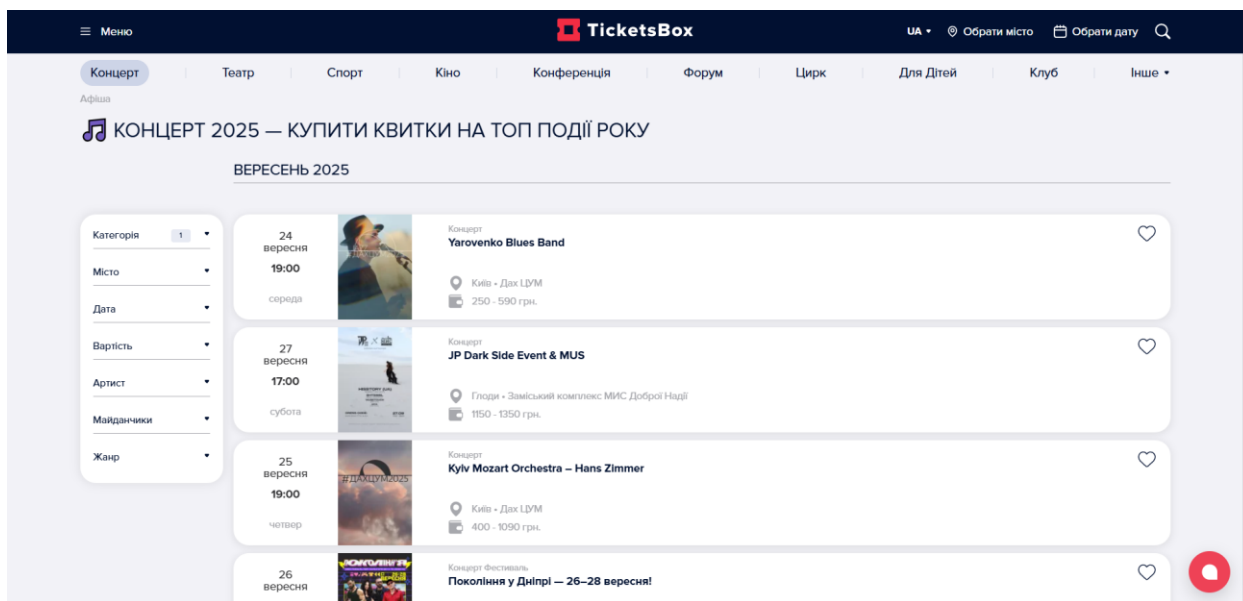 Меню
TicketsBox
UA
Обрати місто
Обрати дату
Концерт
Театр
Спорт
Кіно
Конференція
Форум
Цирк
Для Дітей
Клуб
Інше
Афіша
КОНЦЕРТ 2025 — КУПИТИ КВИТКИ НА ТОП ПОДІЇ РОКУ
ВЕРЕСЕНЬ 2025
Категорія 1
Місто
Дата
Вартість
Артист
Майданчики
Жанр
24
вересня
19:00
середа
Концерт
Yarovenko Blues Band
Київ • Дах ЦУМ
250 - 590 грн.
27
вересня
17:00
субота
Концерт
JP Dark Side Event & MUS
Глоди • Заміський комплекс МИС Доброї Надії
1150 - 1350 грн.
25
вересня
19:00
четвер
#ДАХЦУМ2025
Концерт
Kyiv Mozart Orchestra – Hans Zimmer
Київ • Дах ЦУМ
400 - 1090 грн.
26
вересня
Концерт Фестиваль
Покоління у Дніпрі — 26–28 вересня!